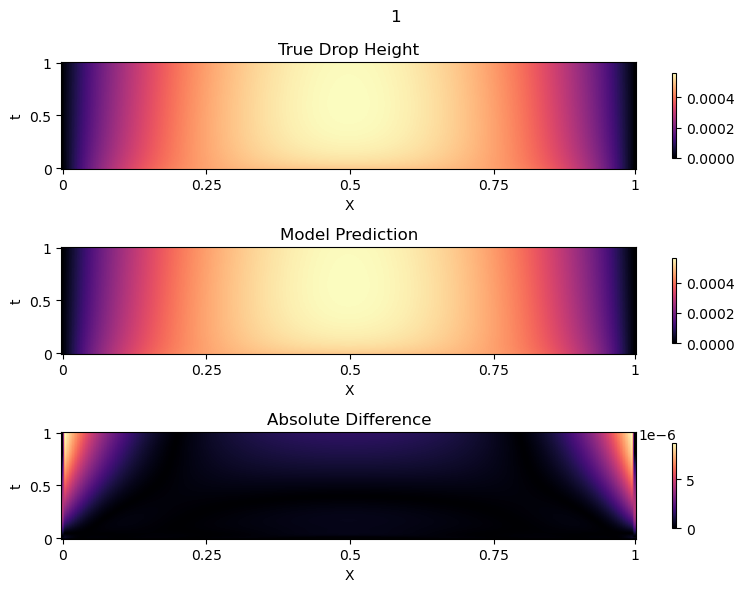 1
True Drop Height
t
1
0.5
0
0 0.25 0.5 0.75 1
X
0.0004
0.0002
0.0000
Model Prediction
t
1
0.5
0
0 0.25 0.5 0.75 1
X
0.0004
0.0002
0.0000
Absolute Difference
t
1
0.5
0
0 0.25 0.5 0.75 1
X
1e−6
5
0